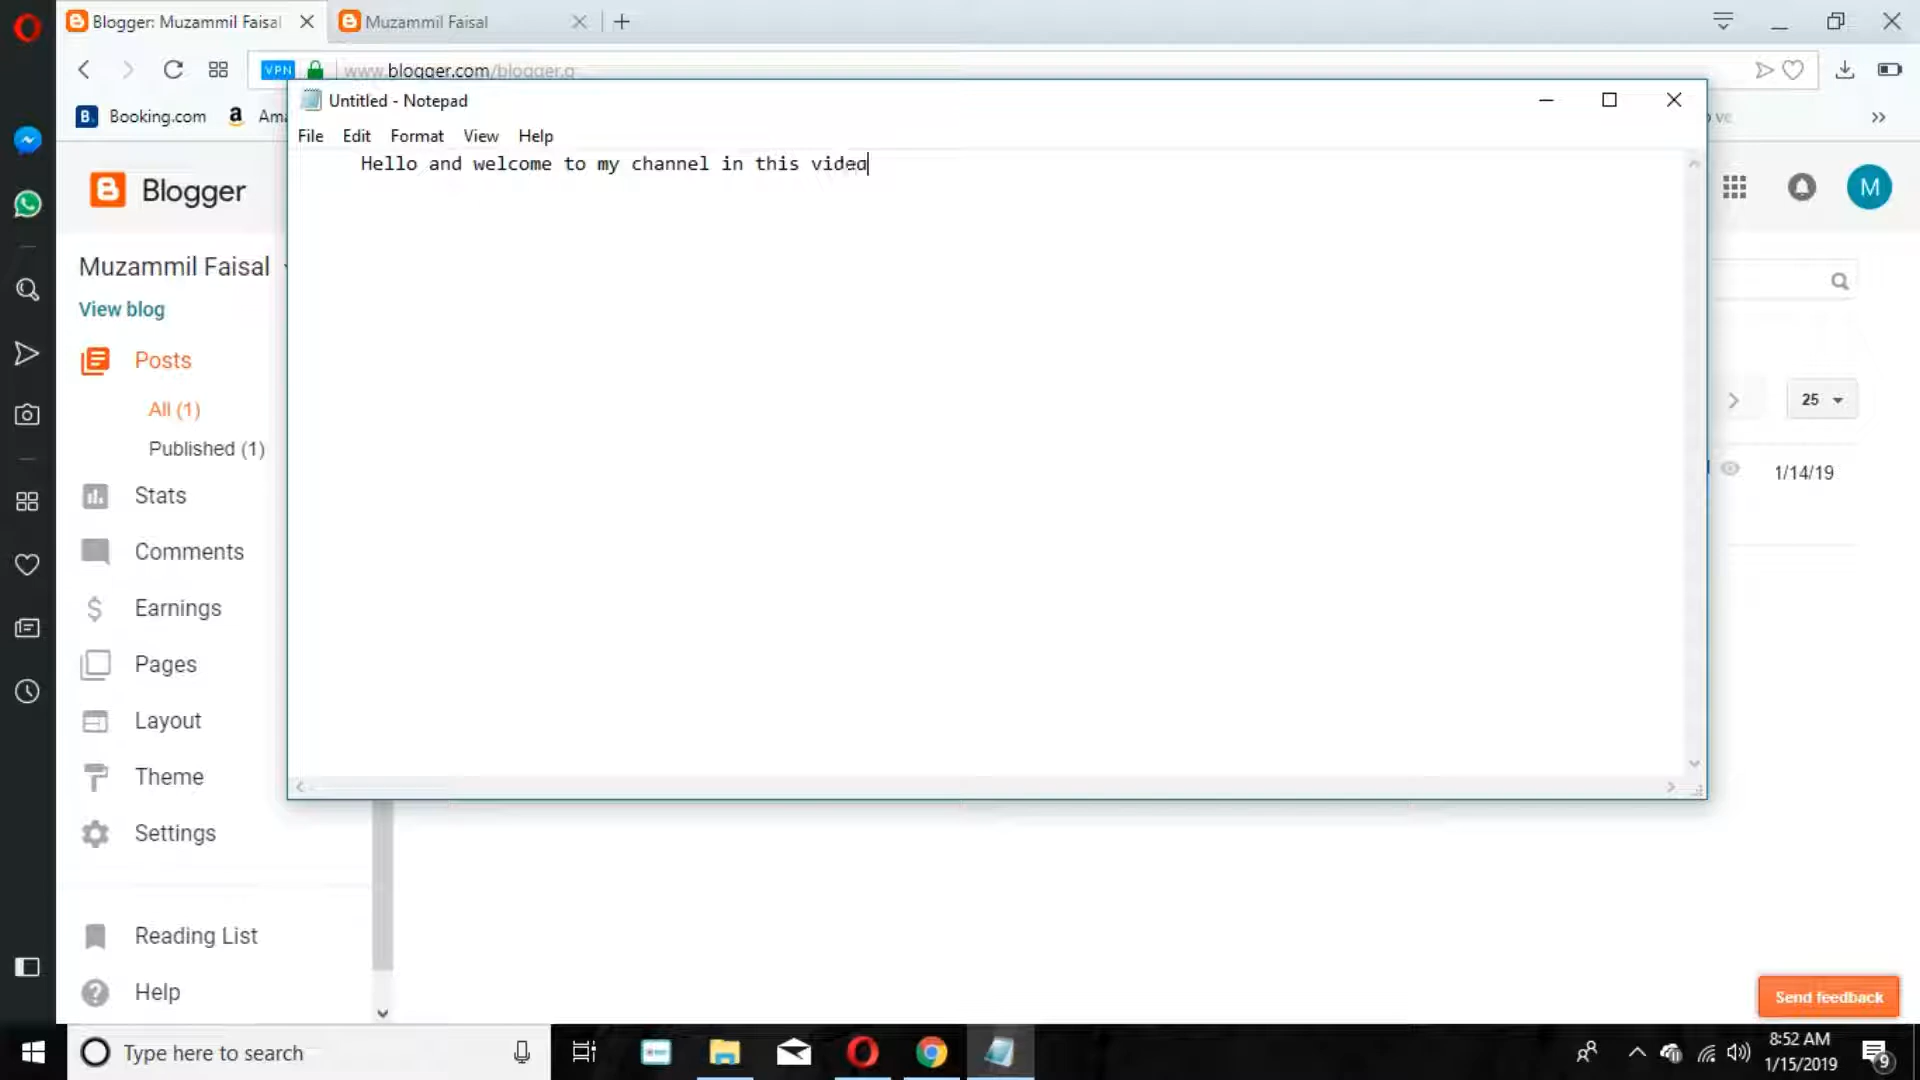 Blogger: Muzammil Faisal
Muzammil Faisal
VPN
www.blogger.com/blogger.g
Booking.com
a
Untitled - Notepad
File Edit Format View Help
Hello and welcome to my channel in this video
Blogger
M
Muzammil Faisal
View blog
Posts
All (1)
25
Published (1)
1/14/19
Stats
Comments
Earnings
Pages
Layout
Theme
Settings
Reading List
Help
Send feedback
Type here to search
8:52 AM
1/15/2019
9